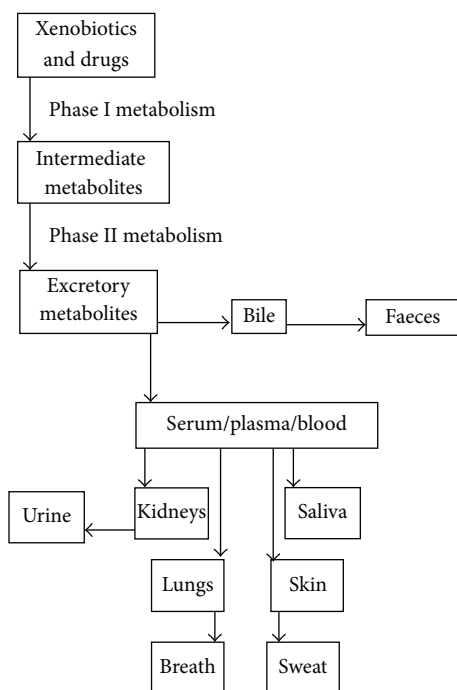 Xenobiotics
and drugs
Phase I metabolism
Intermediate
metabolites
Phase II metabolism
Excretory
metabolites
Bile
Faeces
Serum/plasma/blood
Urine
Kidneys
Saliva
Lungs
Skin
Breath
Sweat